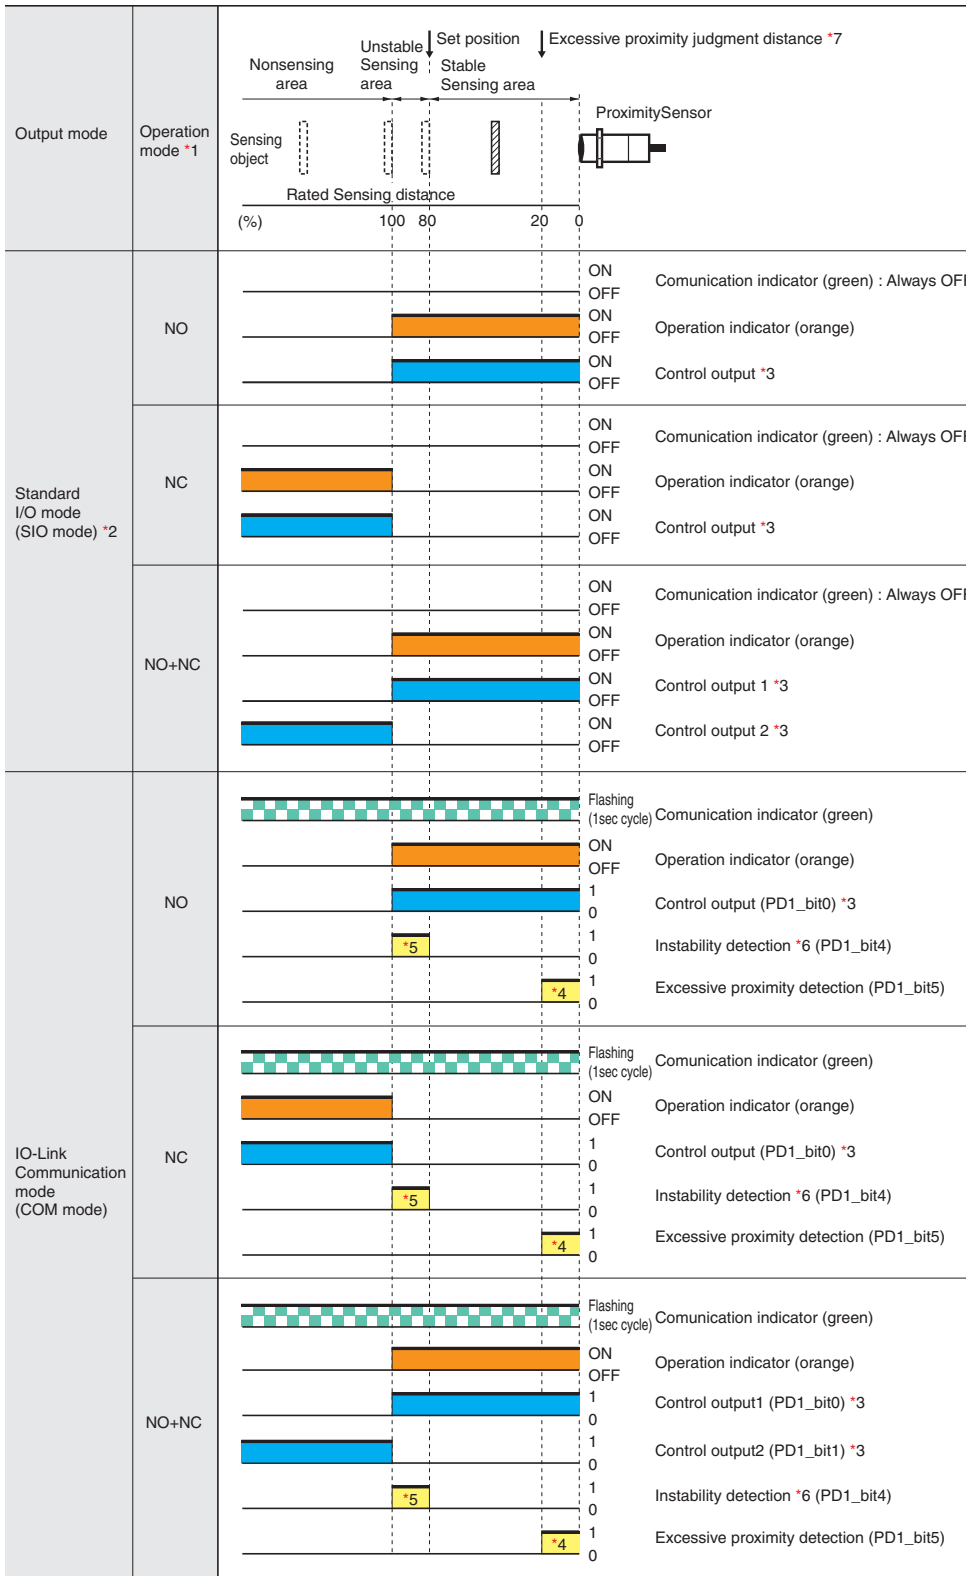 Output mode
Operation
mode *1
Nonsensing
area
Unstable
Sensing
area
Set position
Stable
Sensing area
Excessive proximity judgment distance *7
ProximitySensor
Sensing
object
Rated Sensing distance
(%) 100 80 20 0
Standard
I/O mode
(SIO mode) *2
NO
ON
OFF
Comunication indicator (green) : Always OFF
ON
OFF
Operation indicator (orange)
ON
OFF
Control output *3
NC
ON
OFF
Comunication indicator (green) : Always OFF
ON
OFF
Operation indicator (orange)
ON
OFF
Control output *3
NO+NC
ON
OFF
Comunication indicator (green) : Always OFF
ON
OFF
Operation indicator (orange)
ON
OFF
Control output 1 *3
ON
OFF
Control output 2 *3
IO-Link
Communication
mode
(COM mode)
NO
Flashing
(1sec cycle)
Comunication indicator (green)
ON
OFF
Operation indicator (orange)
1
0
Control output (PD1_bit0) *3
*5
1
0
Instability detection *6 (PD1_bit4)
*4
1
0
Excessive proximity detection (PD1_bit5)
NC
Flashing
(1sec cycle)
Comunication indicator (green)
ON
OFF
Operation indicator (orange)
1
0
Control output (PD1_bit0) *3
*5
1
0
Instability detection *6 (PD1_bit4)
*4
1
0
Excessive proximity detection (PD1_bit5)
NO+NC
Flashing
(1sec cycle)
Comunication indicator (green)
ON
OFF
Operation indicator (orange)
1
0
Control output1 (PD1_bit0) *3
1
0
Control output2 (PD1_bit1) *3
*5
1
0
Instability detection *6 (PD1_bit4)
*4
1
0
Excessive proximity detection (PD1_bit5)